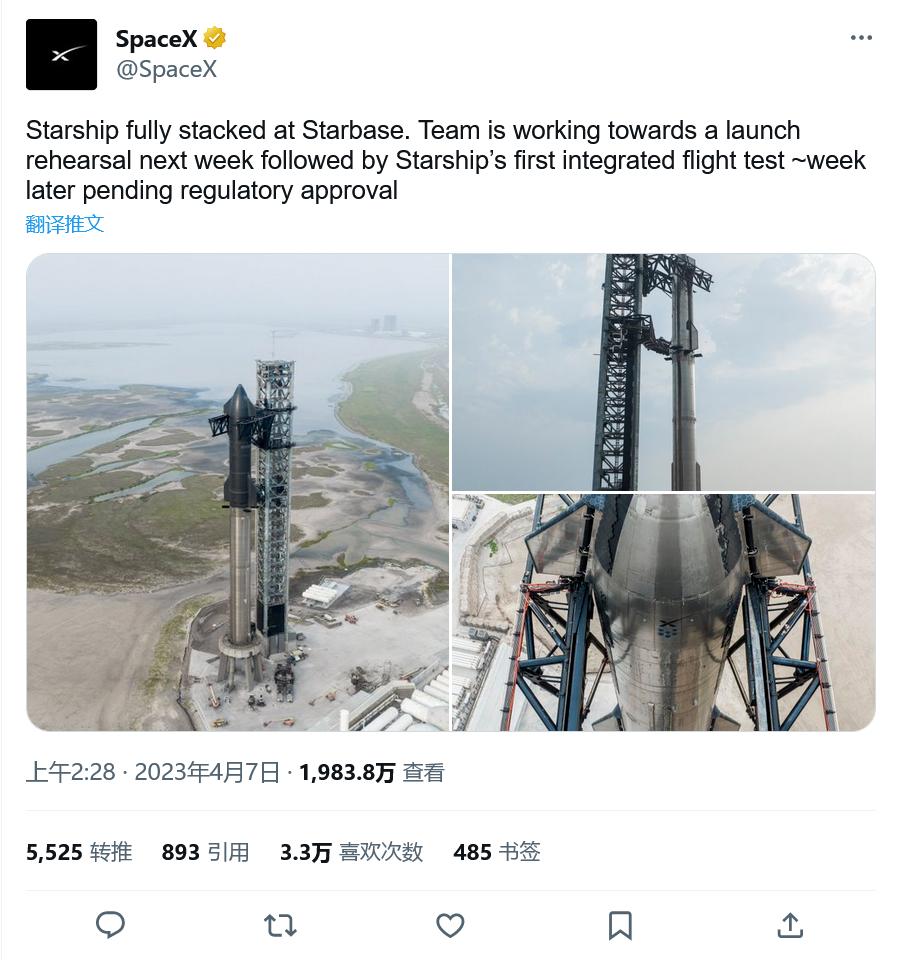 SpaceX
@SpaceX
Starship fully stacked at Starbase. Team is working towards a launch
rehearsal next week followed by Starship’s first integrated flight test ~week
later pending regulatory approval
翻译推文
上午2:28 · 2023年4月7日 · 1,983.8万 查看
5,525 转推 893 引用 3.3万 喜欢次数 485 书签